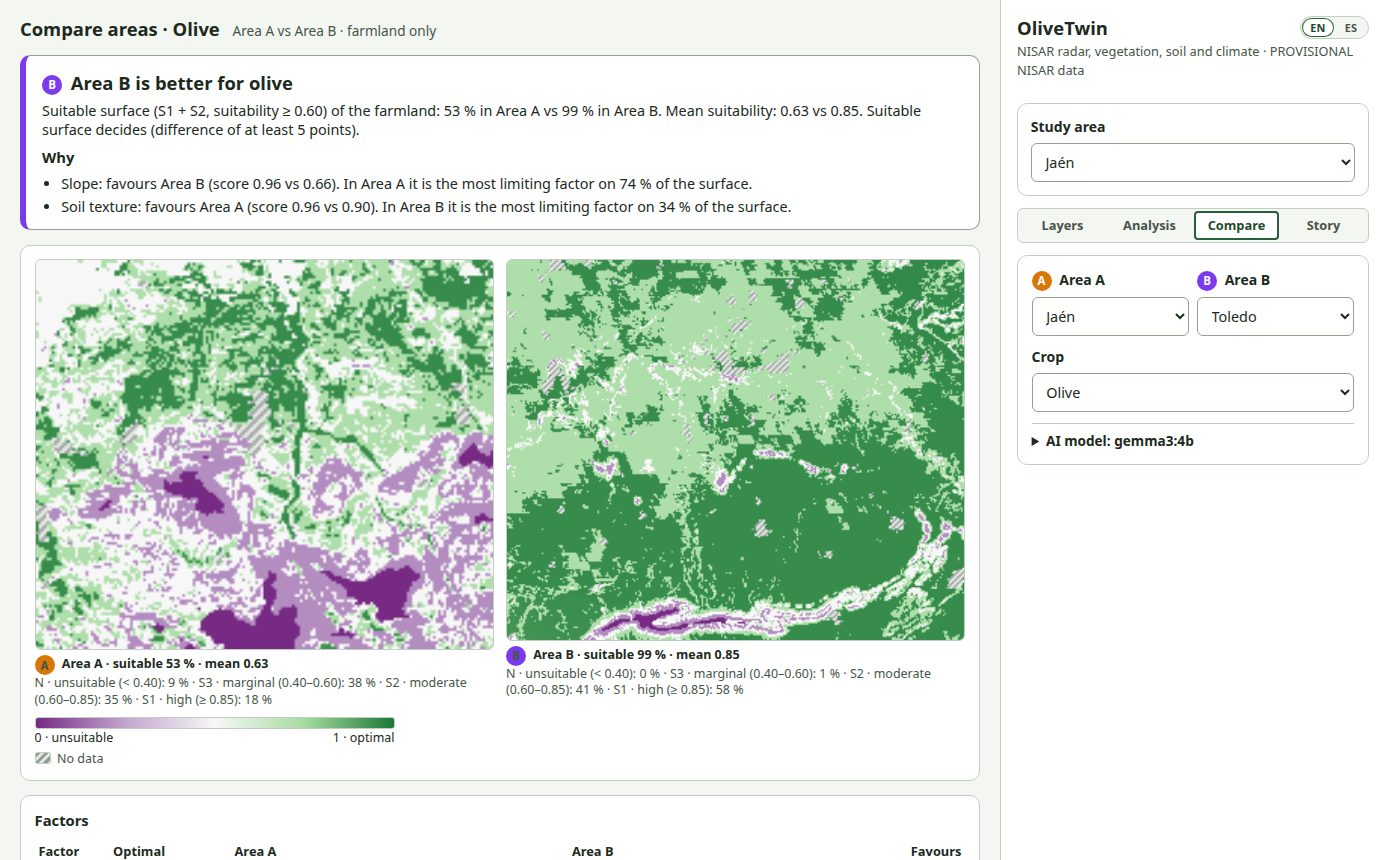 Compare areas · Olive Area A vs Area B · farmland only
B Area B is better for olive
Suitable surface (S1 + S2, suitability ≥ 0.60) of the farmland: 53 % in Area A vs 99 % in Area B. Mean suitability: 0.63 vs 0.85. Suitable
surface decides (difference of at least 5 points).
Why
• Slope: favours Area B (score 0.96 vs 0.66). In Area A it is the most limiting factor on 74 % of the surface.
• Soil texture: favours Area A (score 0.96 vs 0.90). In Area B it is the most limiting factor on 34 % of the surface.
A Area A · suitable 53 % · mean 0.63
N · unsuitable (< 0.40): 9 % · S3 · marginal (0.40–0.60): 38 % · S2 · moderate
(0.60–0.85): 35 % · S1 · high (≥ 0.85): 18 %
0 · unsuitable 1 · optimal
No data
B Area B · suitable 99 % · mean 0.85
N · unsuitable (< 0.40): 0 % · S3 · marginal (0.40–0.60): 1 % · S2 · moderate
(0.60–0.85): 41 % · S1 · high (≥ 0.85): 58 %
Factors
Factor Optimal Area A Area B Favours
OliveTwin EN ES
NISAR radar, vegetation, soil and climate · PROVISIONAL
NISAR data
Study area
Jaén
Layers Analysis Compare Story
A Area A B Area B
Jaén Toledo
Crop
Olive
AI model: gemma3:4b